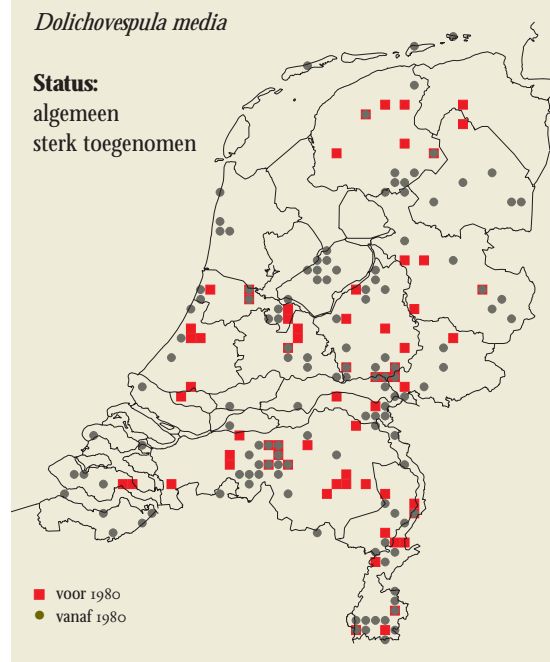 Dolichovespula media
Status:
algemeen
sterk toegenomen
voor 1980
vanaf 1980